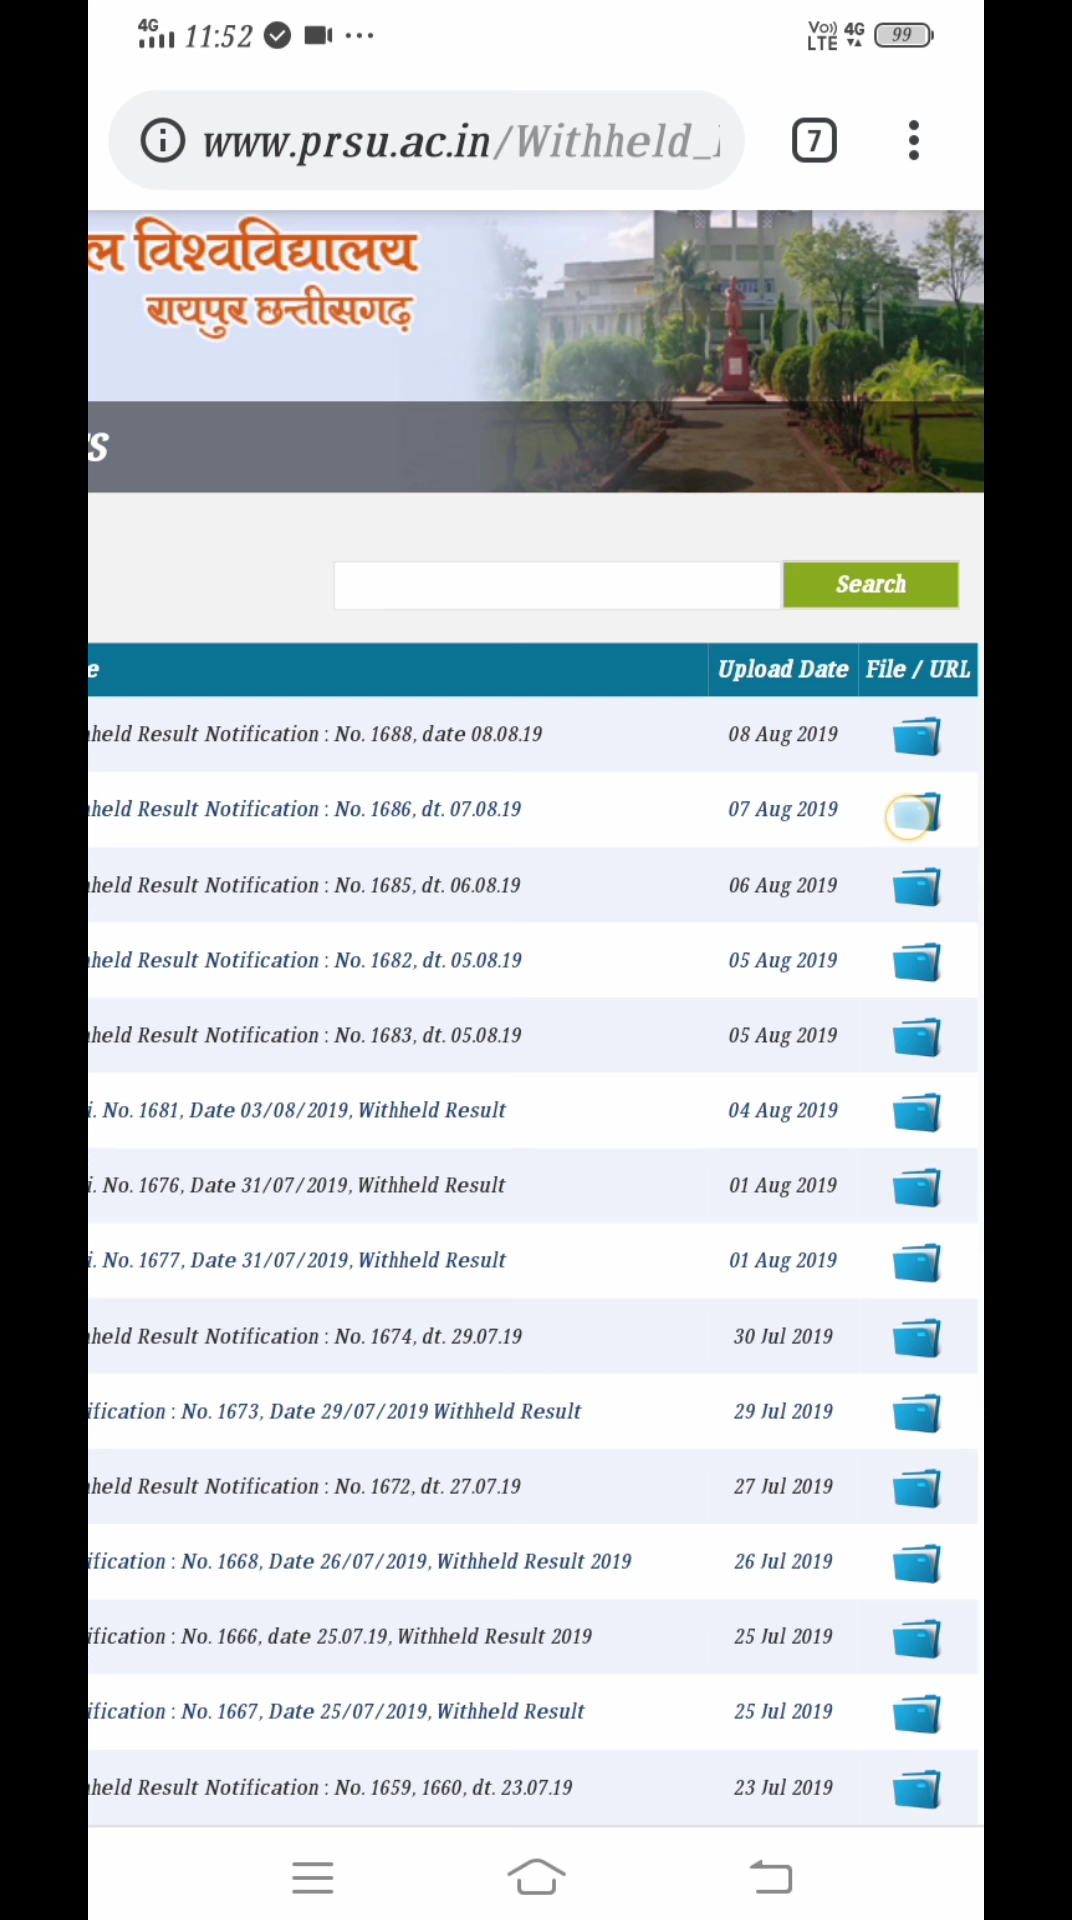 4G 11:52 ··· Vo)) LTE 4G 99
www.prsu.ac.in/Withheld_ 7
ल विश्वविद्यालय
रायपुर छत्तीसगढ़
s
Search
e Upload Date File / URL
held Result Notification : No. 1688, date 08.08.19 08 Aug 2019
held Result Notification : No. 1686, dt. 07.08.19 07 Aug 2019
held Result Notification : No. 1685, dt. 06.08.19 06 Aug 2019
held Result Notification : No. 1682, dt. 05.08.19 05 Aug 2019
held Result Notification : No. 1683, dt. 05.08.19 05 Aug 2019
i. No. 1681, Date 03/08/2019, Withheld Result 04 Aug 2019
i. No. 1676, Date 31/07/2019, Withheld Result 01 Aug 2019
i. No. 1677, Date 31/07/2019, Withheld Result 01 Aug 2019
held Result Notification : No. 1674, dt. 29.07.19 30 Jul 2019
ification : No. 1673, Date 29/07/2019 Withheld Result 29 Jul 2019
held Result Notification : No. 1672, dt. 27.07.19 27 Jul 2019
ification : No. 1668, Date 26/07/2019, Withheld Result 2019 26 Jul 2019
ification : No. 1666, date 25.07.19, Withheld Result 2019 25 Jul 2019
ification : No. 1667, Date 25/07/2019, Withheld Result 25 Jul 2019
held Result Notification : No. 1659, 1660, dt. 23.07.19 23 Jul 2019